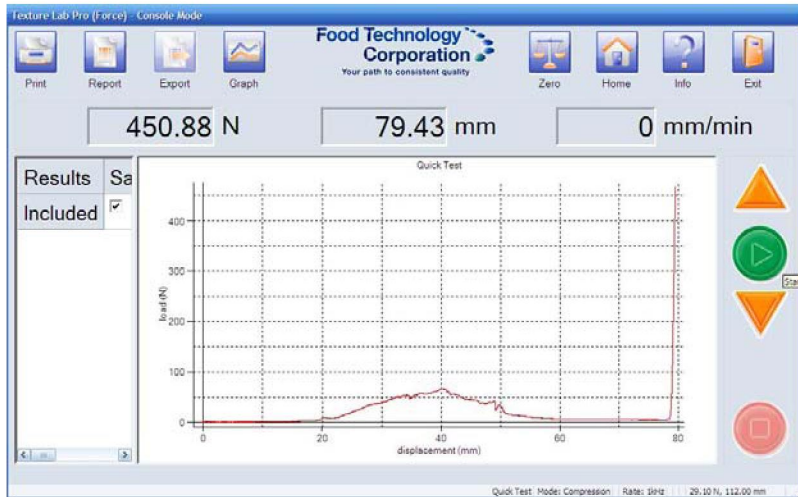 Texture Lab Pro (Force) - Console Mode
Print
Report
Export
Graph
Food Technology
Corporation
Your path to consistent quality
Zero
Home
Info
Exit
450.88 N
79.43 mm
0 mm/min
Results Sa
Included
Quick Test
load (N)
400
300
200
100
0
0 20 40 60 80
displacement (mm)
Sta
Quick Test Mode: Compression Rate: 1kHz 29.10 N, 112.00 mm